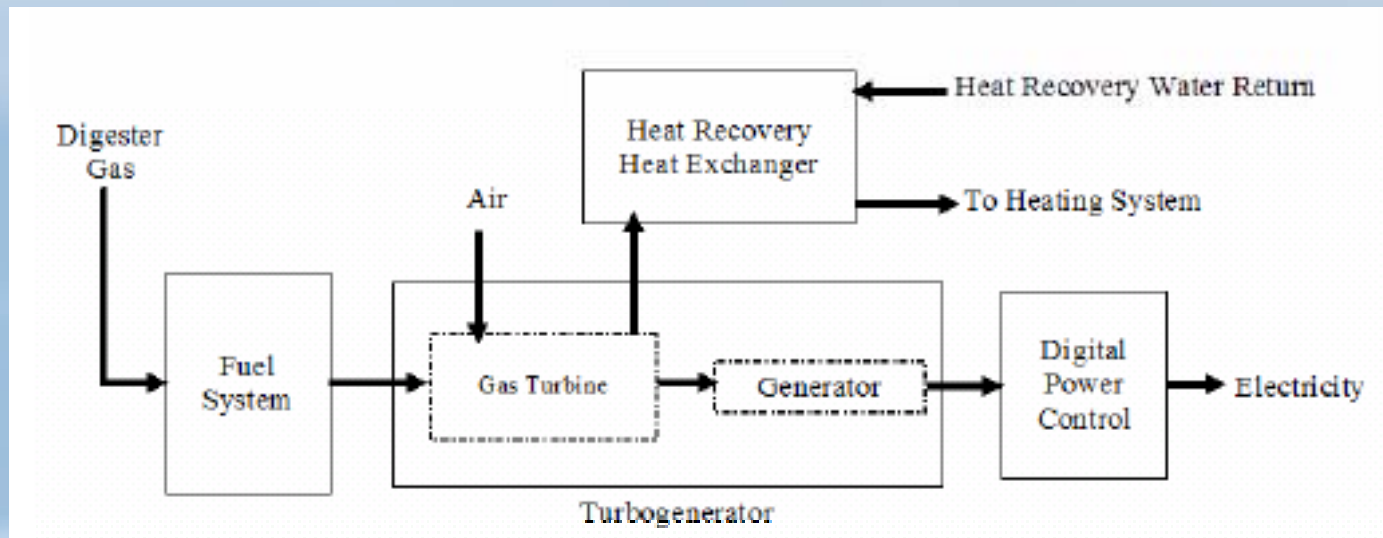 Heat Recovery Water Return
Heat Recovery
Heat Exchanger
Digester
Gas
Air
To Heating System
Fuel
System
Gas Turbine
Generator
Digital
Power
Control
Electricity
Turbogenerator